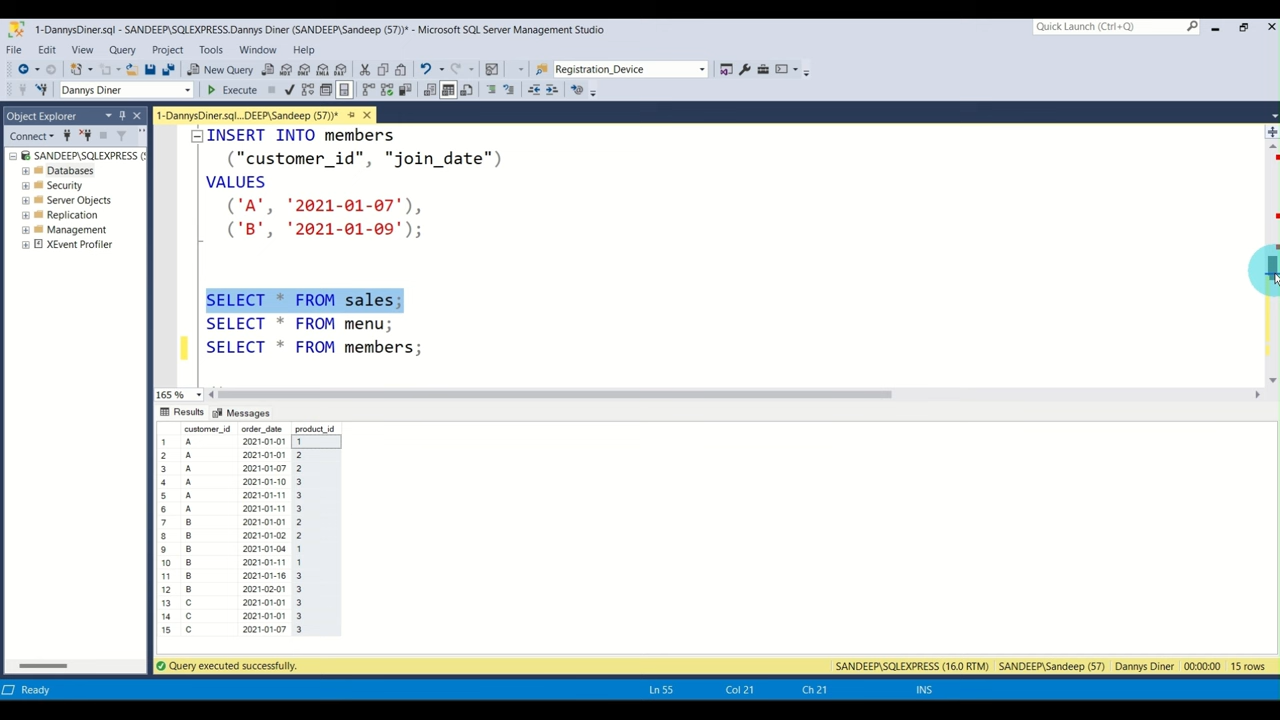 1-DannysDiner.sql - SANDEEP\SQLEXPRESS.Dannys Diner (SANDEEP\Sandeep (57))* - Microsoft SQL Server Management Studio
Quick Launch (Ctrl+Q)
File Edit View Query Project Tools Window Help
New Query
Registration_Device
Dannys Diner
Execute
Object Explorer
1-DannysDiner.sql...DEEP\Sandeep (57))*
Connect
SANDEEP\SQLEXPRESS (
Databases
Security
Server Objects
Replication
Management
XEvent Profiler
INSERT INTO members
("customer_id", "join_date")
VALUES
('A', '2021-01-07'),
('B', '2021-01-09');
SELECT * FROM sales;
SELECT * FROM menu;
SELECT * FROM members;
165 %
Results Messages
customer_id order_date product_id
1 A 2021-01-01 1
2 A 2021-01-01 2
3 A 2021-01-07 2
4 A 2021-01-10 3
5 A 2021-01-11 3
6 A 2021-01-11 3
7 B 2021-01-01 2
8 B 2021-01-02 2
9 B 2021-01-04 1
10 B 2021-01-11 1
11 B 2021-01-16 3
12 B 2021-02-01 3
13 C 2021-01-01 3
14 C 2021-01-01 3
15 C 2021-01-07 3
Query executed successfully.
SANDEEP\SQLEXPRESS (16.0 RTM) SANDEEP\Sandeep (57) Dannys Diner 00:00:00 15 rows
Ready Ln 55 Col 21 Ch 21 INS